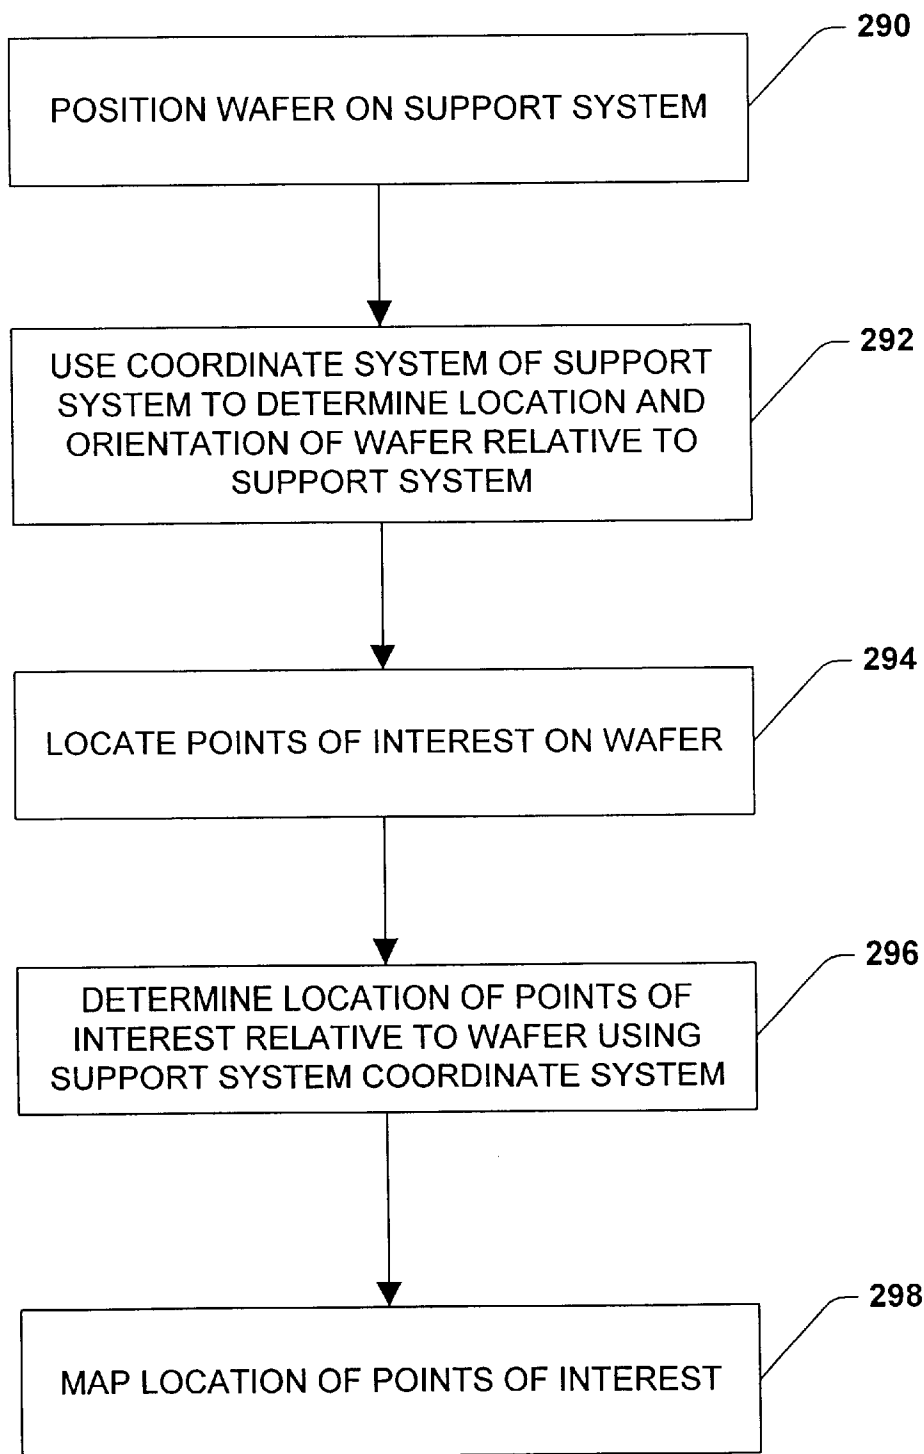 290
POSITION WAFER ON SUPPORT SYSTEM
292
USE COORDINATE SYSTEM OF SUPPORT
SYSTEM TO DETERMINE LOCATION AND
ORIENTATION OF WAFER RELATIVE TO
SUPPORT SYSTEM
294
LOCATE POINTS OF INTEREST ON WAFER
296
DETERMINE LOCATION OF POINTS OF
INTEREST RELATIVE TO WAFER USING
SUPPORT SYSTEM COORDINATE SYSTEM
298
MAP LOCATION OF POINTS OF INTEREST